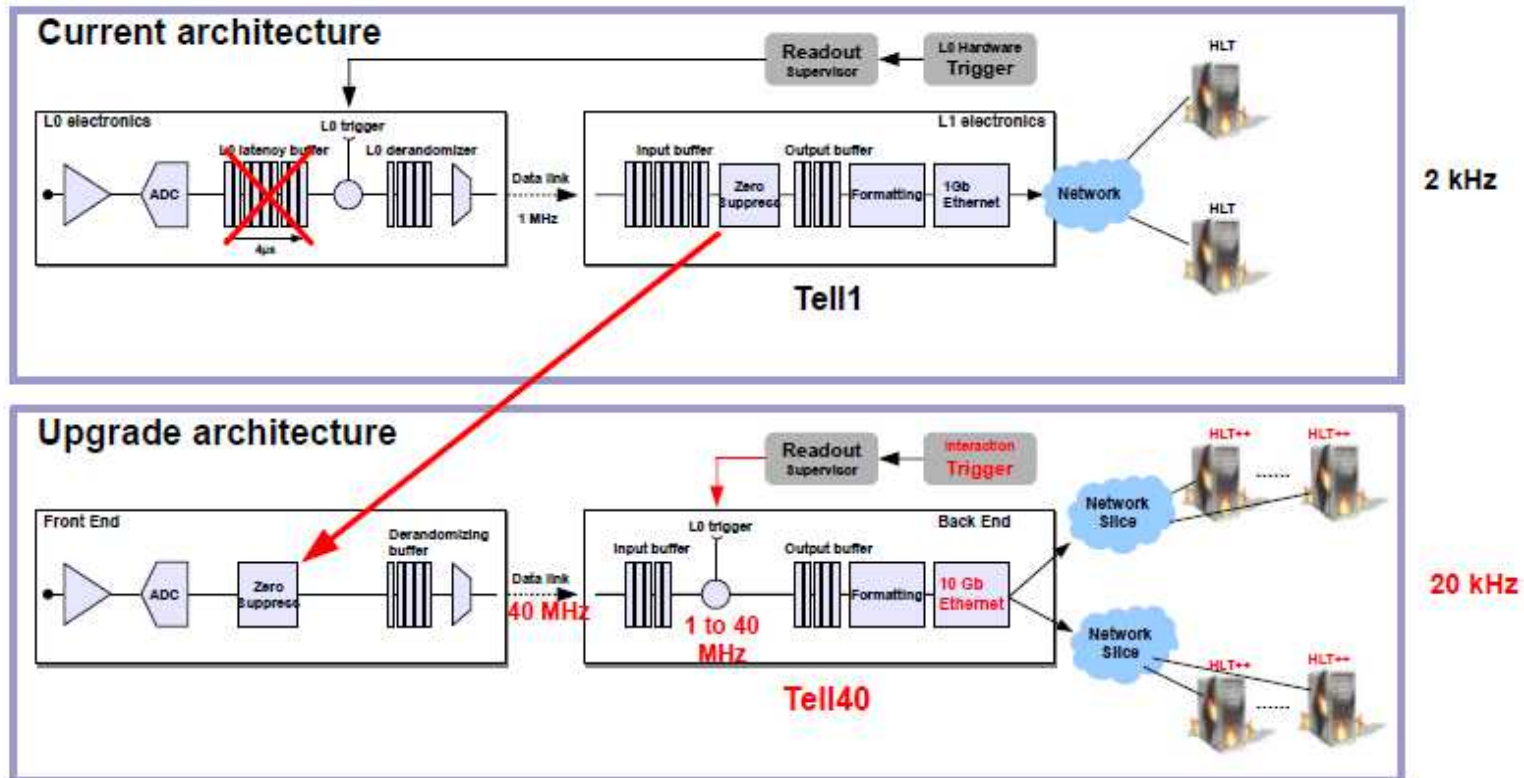 Current architecture
Readout
Supervisor
L0 Hardware
Trigger
HLT
L0 electronics
L0 trigger
L0 latency buffer
L0 derandomizer
ADC
4µs
Data link
1 MHz
L1 electronics
Input buffer
Output buffer
Zero
Suppress
Formatting
1Gb
Ethernet
Network
HLT
2 kHz
Tell1
Upgrade architecture
Readout
Supervisor
Interaction
Trigger
HLT++
HLT++
......
Network
Slice
Front End
Derandomizing
buffer
ADC
Zero
Suppress
Data link
40 MHz
Back End
L0 trigger
Input buffer
Output buffer
1 to 40
MHz
Formatting
10 Gb
Ethernet
Network
Slice
HLT++
HLT++
......
20 kHz
Tell40